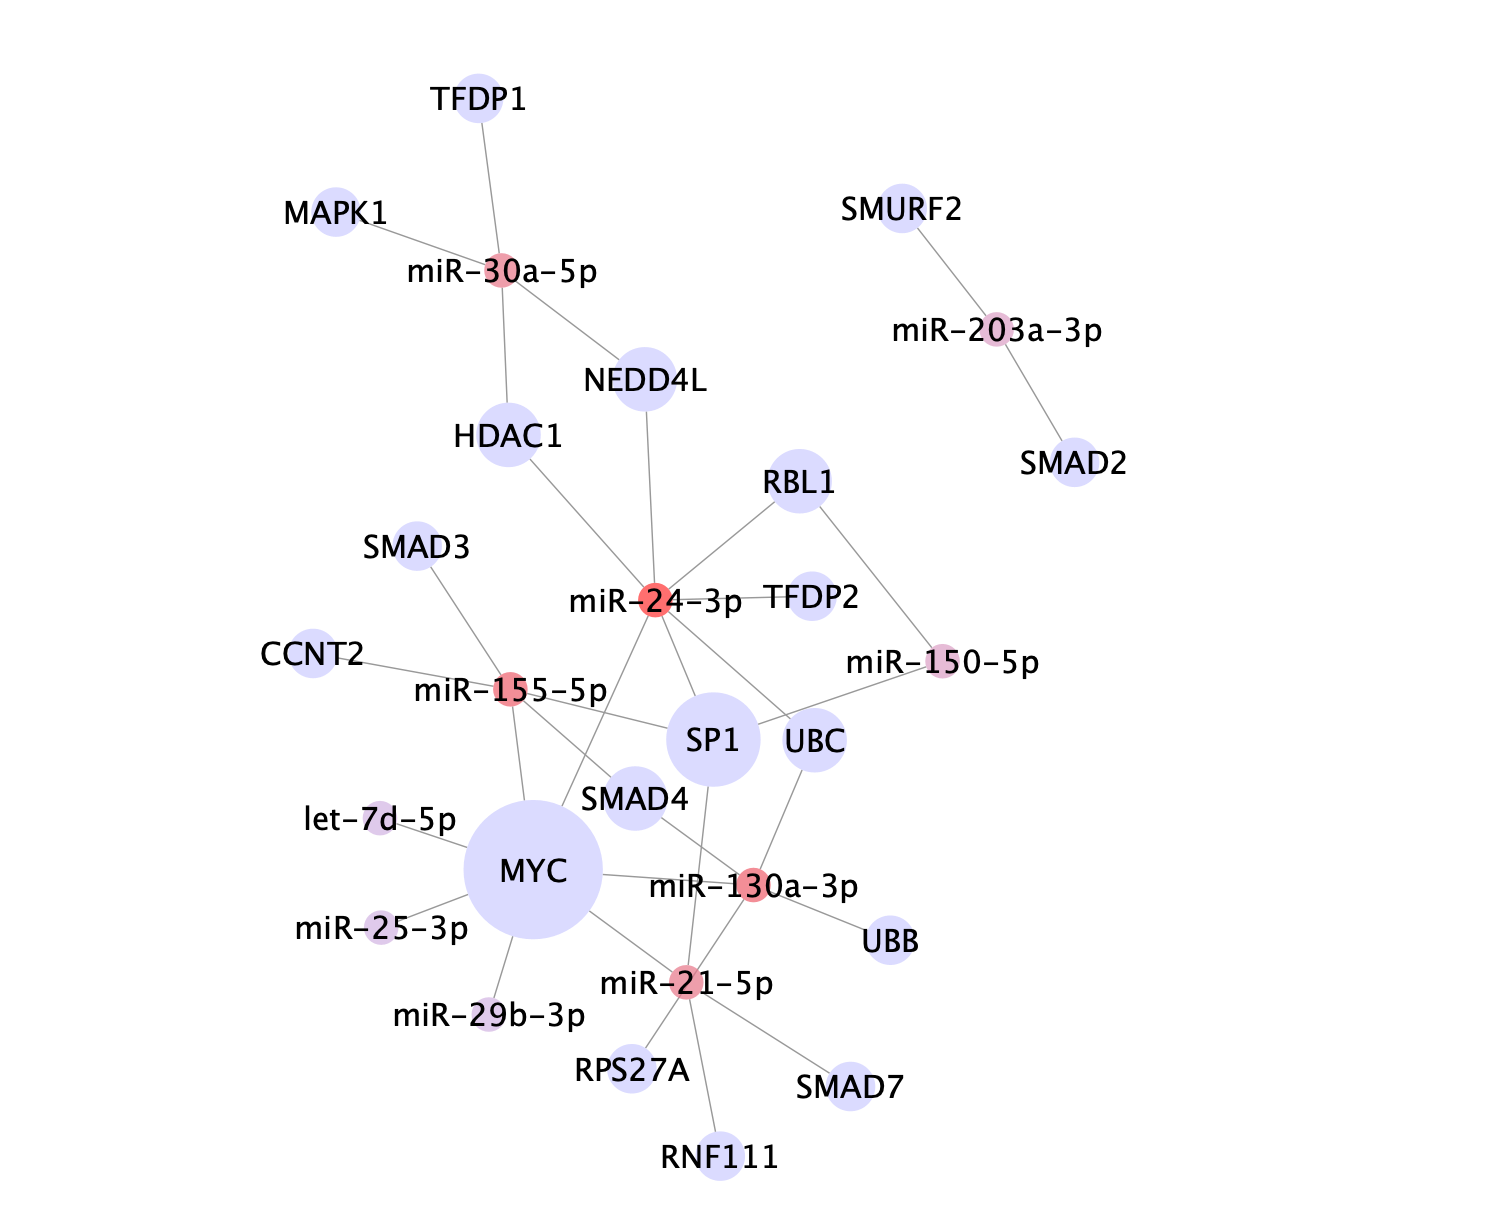 TFDP1
MAPK1
SMURF2
miR-30a-5p
miR-203a-3p
NEDD4L
HDAC1
SMAD2
RBL1
SMAD3
miR-24-3p
TFDP2
CCNT2
miR-150-5p
miR-155-5p
SP1
UBC
SMAD4
let-7d-5p
MYC
miR-130a-3p
miR-25-3p
UBB
miR-21-5p
miR-29b-3p
RPS27A
SMAD7
RNF111